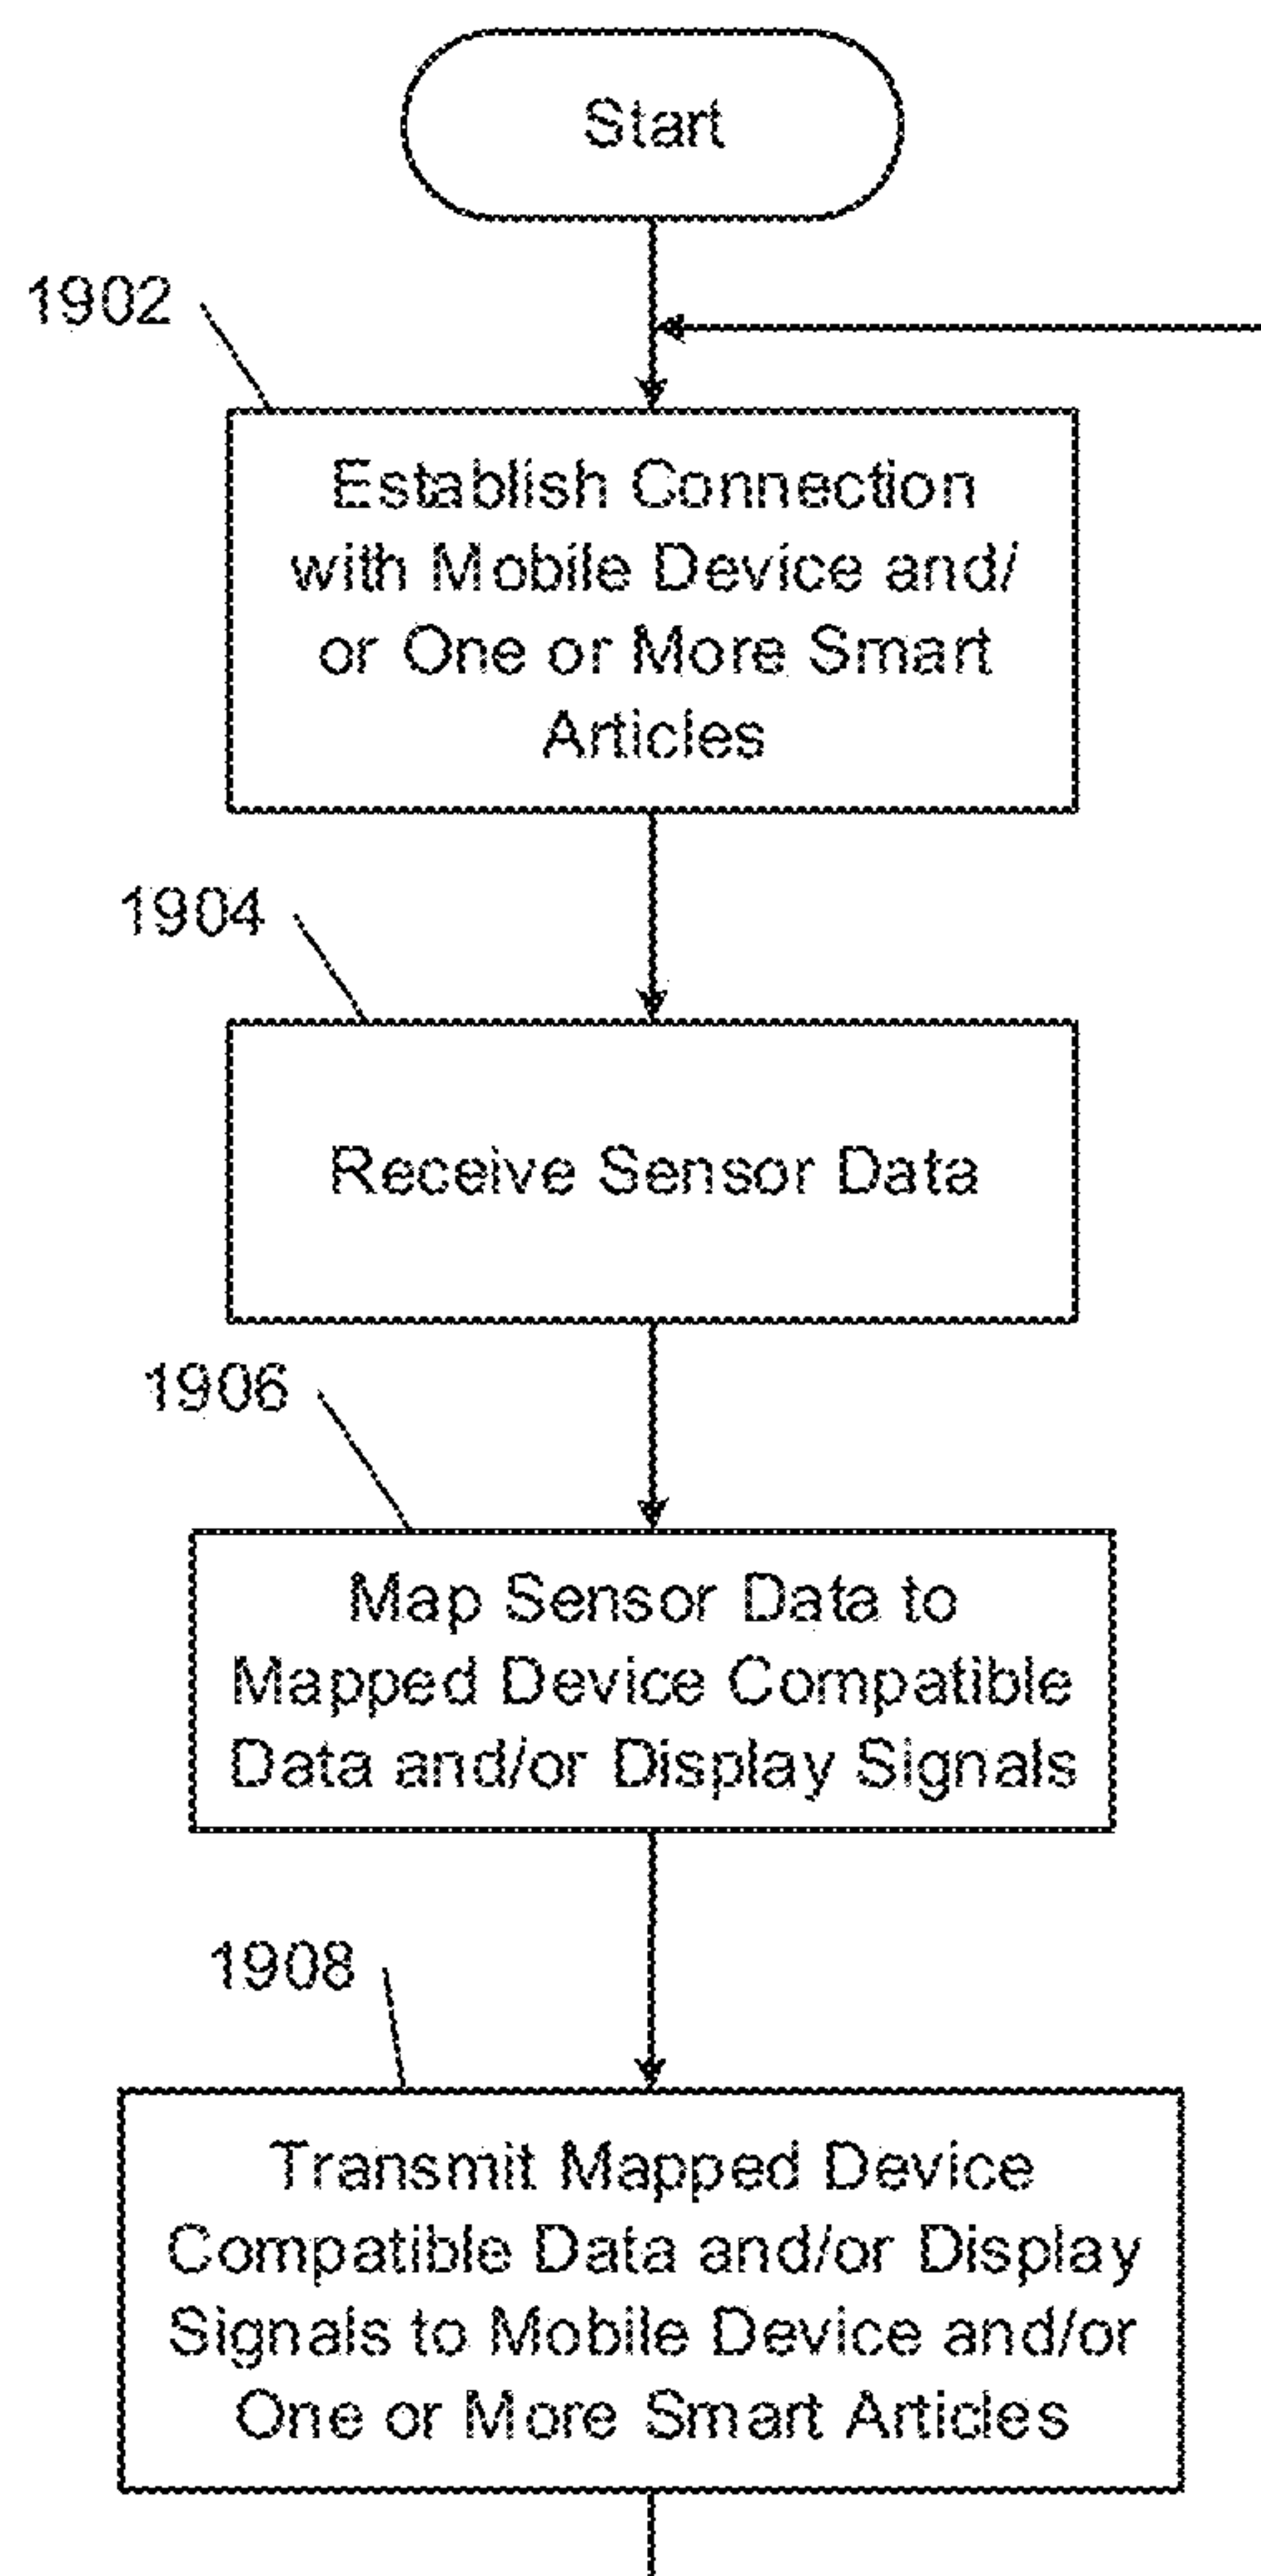 Start
1902
Establish Connection
with Mobile Device and/
or One or More Smart
Articles
1904
Receive Sensor Data
1906
Map Sensor Data to
Mapped Device Compatible
Data and/or Display Signals
1908
Transmit Mapped Device
Compatible Data and/or Display
Signals to Mobile Device and/or
One or More Smart Articles